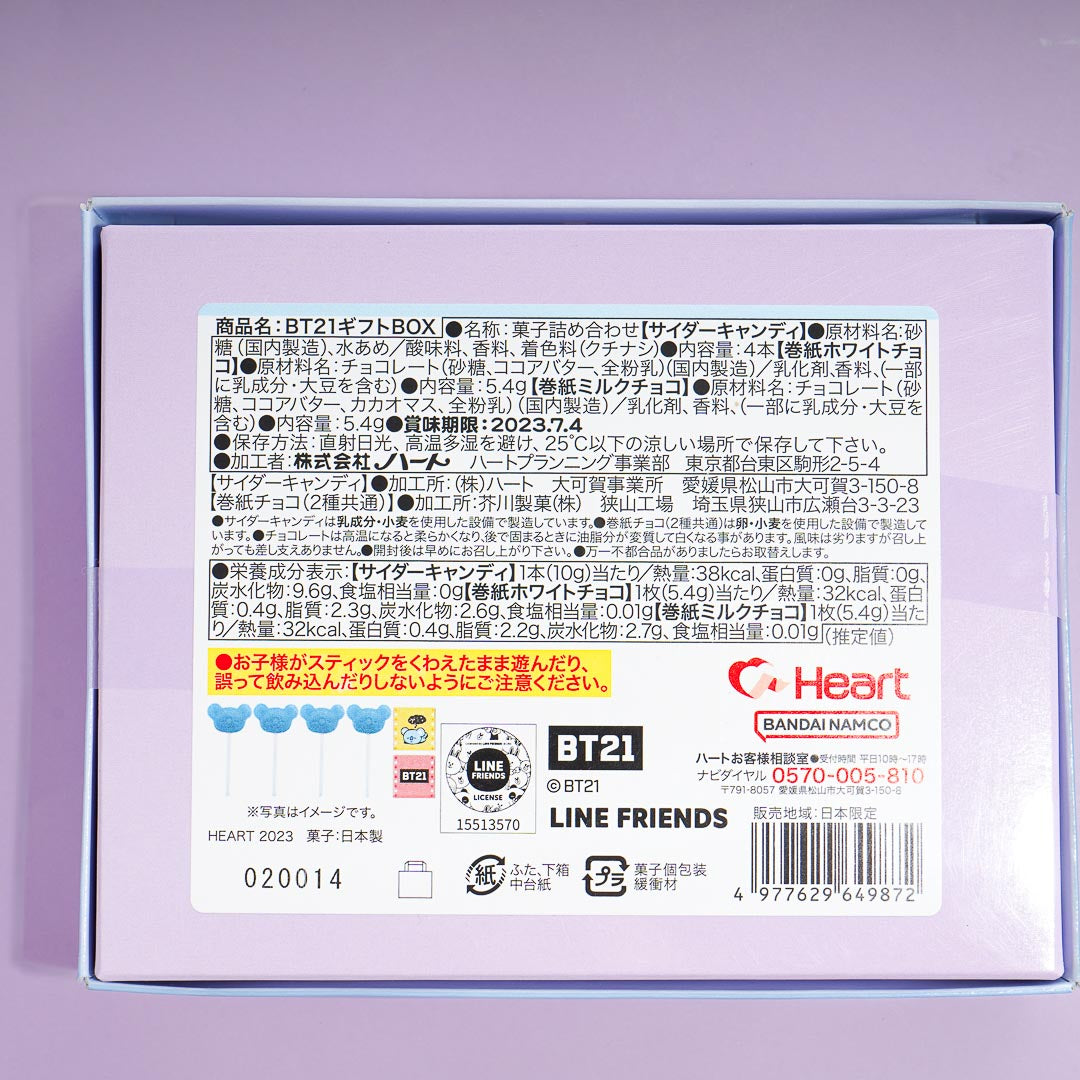 商品名:BT21ギフトBOX ●名称:菓子詰め合わせ【サイダーキャンディ】●原材料名:砂
糖(国内製造)、水あめ/酸味料、香料、着色料(クチナシ)●内容量:4本【巻紙ホワイトチョ
コ】●原材料名:チョコレート(砂糖、ココアバター、全粉乳)(国内製造)/乳化剤、香料、(一部
に乳成分・大豆を含む)●内容量:5.4g【巻紙ミルクチョコ】●原材料名:チョコレート(砂
糖、ココアバター、カカオマス、全粉乳)(国内製造)/乳化剤、香料、(一部に乳成分・大豆を
含む)●内容量:5.4g●賞味期限:2023.7.4
●保存方法:直射日光、高温多湿を避け、25℃以下の涼しい場所で保存して下さい。
●加工者:株式会社ハート ハートプランニング事業部 東京都台東区駒形2-5-4
【サイダーキャンディ】●加工所:(株)ハート 大可賀事業所 愛媛県松山市大可賀3-150-8
【巻紙チョコ(2種共通)】●加工所:芥川製菓(株) 狭山工場 埼玉県狭山市広瀬台3-3-23
●サイダーキャンディは乳成分・小麦を使用した設備で製造しています。●巻紙チョコ(2種共通)は卵・小麦を使用した設備で製造して
います。●チョコレートは高温になると柔らかくなり、後で固まるときに油脂分が変質して白くなる事があります。風味は劣りますが召し上
がっても差し支えありません。●開封後は早めにお召し上がり下さい。●万一不都合品がありましたらお取替えします。
●栄養成分表示:【サイダーキャンディ】1本(10g)当たり/熱量:38kcal、蛋白質:0g、脂質:0g、
炭水化物:9.6g、食塩相当量:0g【巻紙ホワイトチョコ】1枚(5.4g)当たり/熱量:32kcal、蛋白
質:0.4g、脂質:2.3g、炭水化物:2.6g、食塩相当量:0.01g【巻紙ミルクチョコ】1枚(5.4g)当た
り/熱量:32kcal、蛋白質:0.4g、脂質:2.2g、炭水化物:2.7g、食塩相当量:0.01g(推定値)
●お子様がスティックをくわえたまま遊んだり、
誤って飲み込んだりしないようにご注意ください。
Heart
BANDAI NAMCO
ハートお客様相談室●受付時間 平日10時〜17時
ナビダイヤル 0570-005-810
〒791-8057 愛媛県松山市大可賀3-150-8
販売地域:日本限定
BT21
LINE
FRIENDS
LICENSE
15513570
BT21
©BT21
LINE FRIENDS
※写真はイメージです。
HEART 2023 菓子:日本製
020014
紙 ふた、下箱
中台紙
プラ 菓子個包装
緩衝材
4 977629 649872